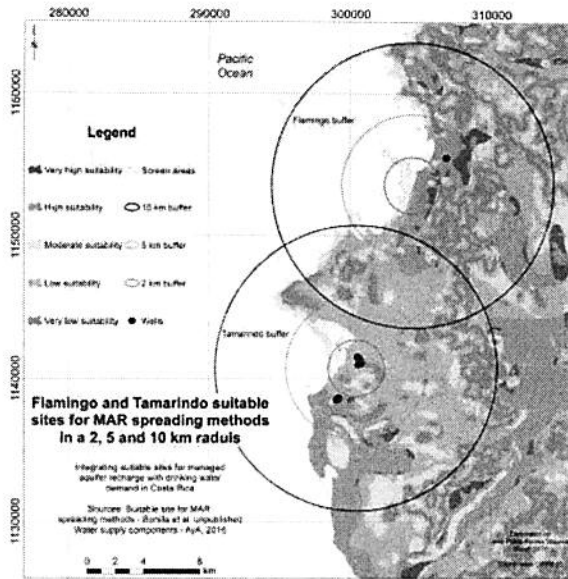 280000 290000 300000 310000
Pacific
Ocean
1160000
Flamingo buffer
Legend
Very high suitability Screen areas
High suitability 10 km buffer
1150000
Moderate suitability 5 km buffer
Low suitability 2 km buffer
Very low suitability Wells
Tamarindo buffer
1140000
Flamingo and Tamarindo suitable
sites for MAR spreading methods
in a 2, 5 and 10 km raduis
Integrating suitable sites for managed
aquifer recharge with drinking water
demand in Costa Rica
Sources: Suitable site for MAR
spreading methods - Bonilla et al. unpublished
Water supply components - AyA, 2016
1130000
0 2 4 8
km